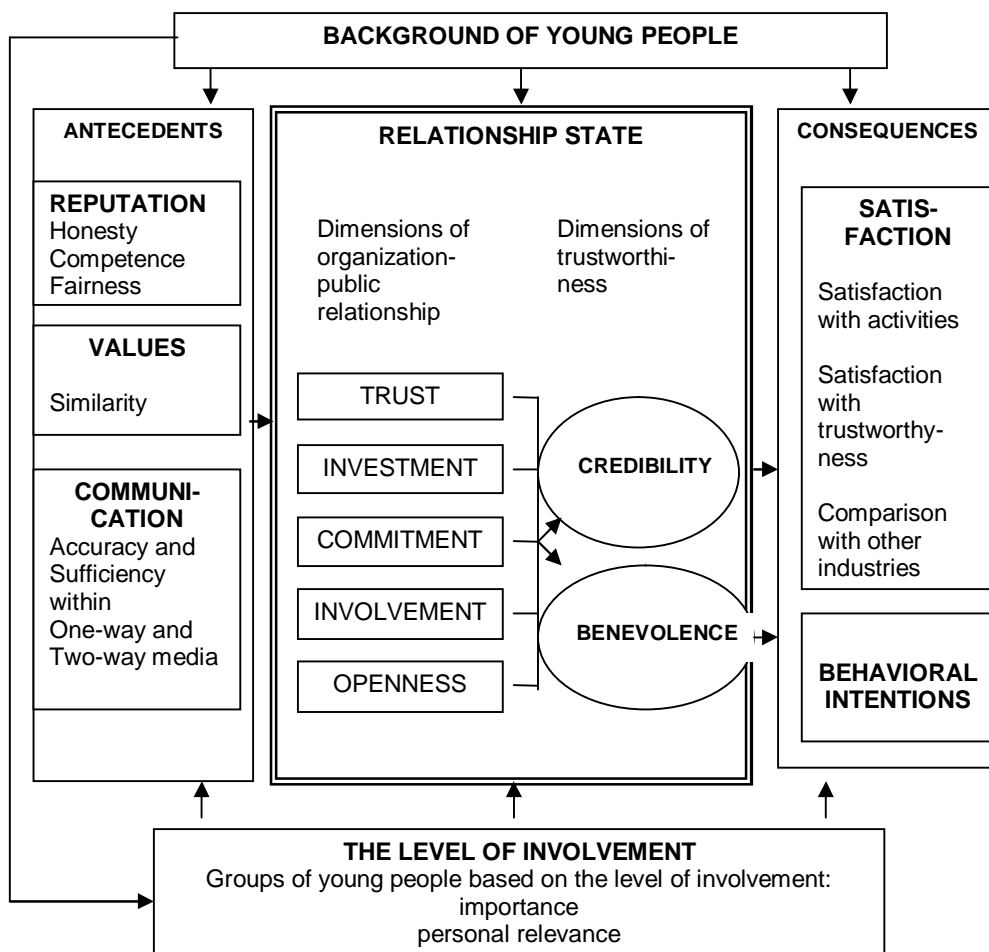 BACKGROUND OF YOUNG PEOPLE
ANTECEDENTS
REPUTATION
Honesty
Competence
Fairness
VALUES
Similarity
COMMUNI-
CATION
Accuracy and
Sufficiency
within
One-way and
Two-way media
RELATIONSHIP STATE
Dimensions of
organization-
public
relationship
Dimensions of
trustworthi-
ness
TRUST
INVESTMENT
COMMITMENT
INVOLVEMENT
OPENNESS
CREDIBILITY
BENEVOLENCE
CONSEQUENCES
SATIS-
FACTION
Satisfaction
with activities
Satisfaction
with
trustworthy-
ness
Comparison
with other
industries
BEHAVIORAL
INTENTIONS
THE LEVEL OF INVOLVEMENT
Groups of young people based on the level of involvement:
importance
personal relevance